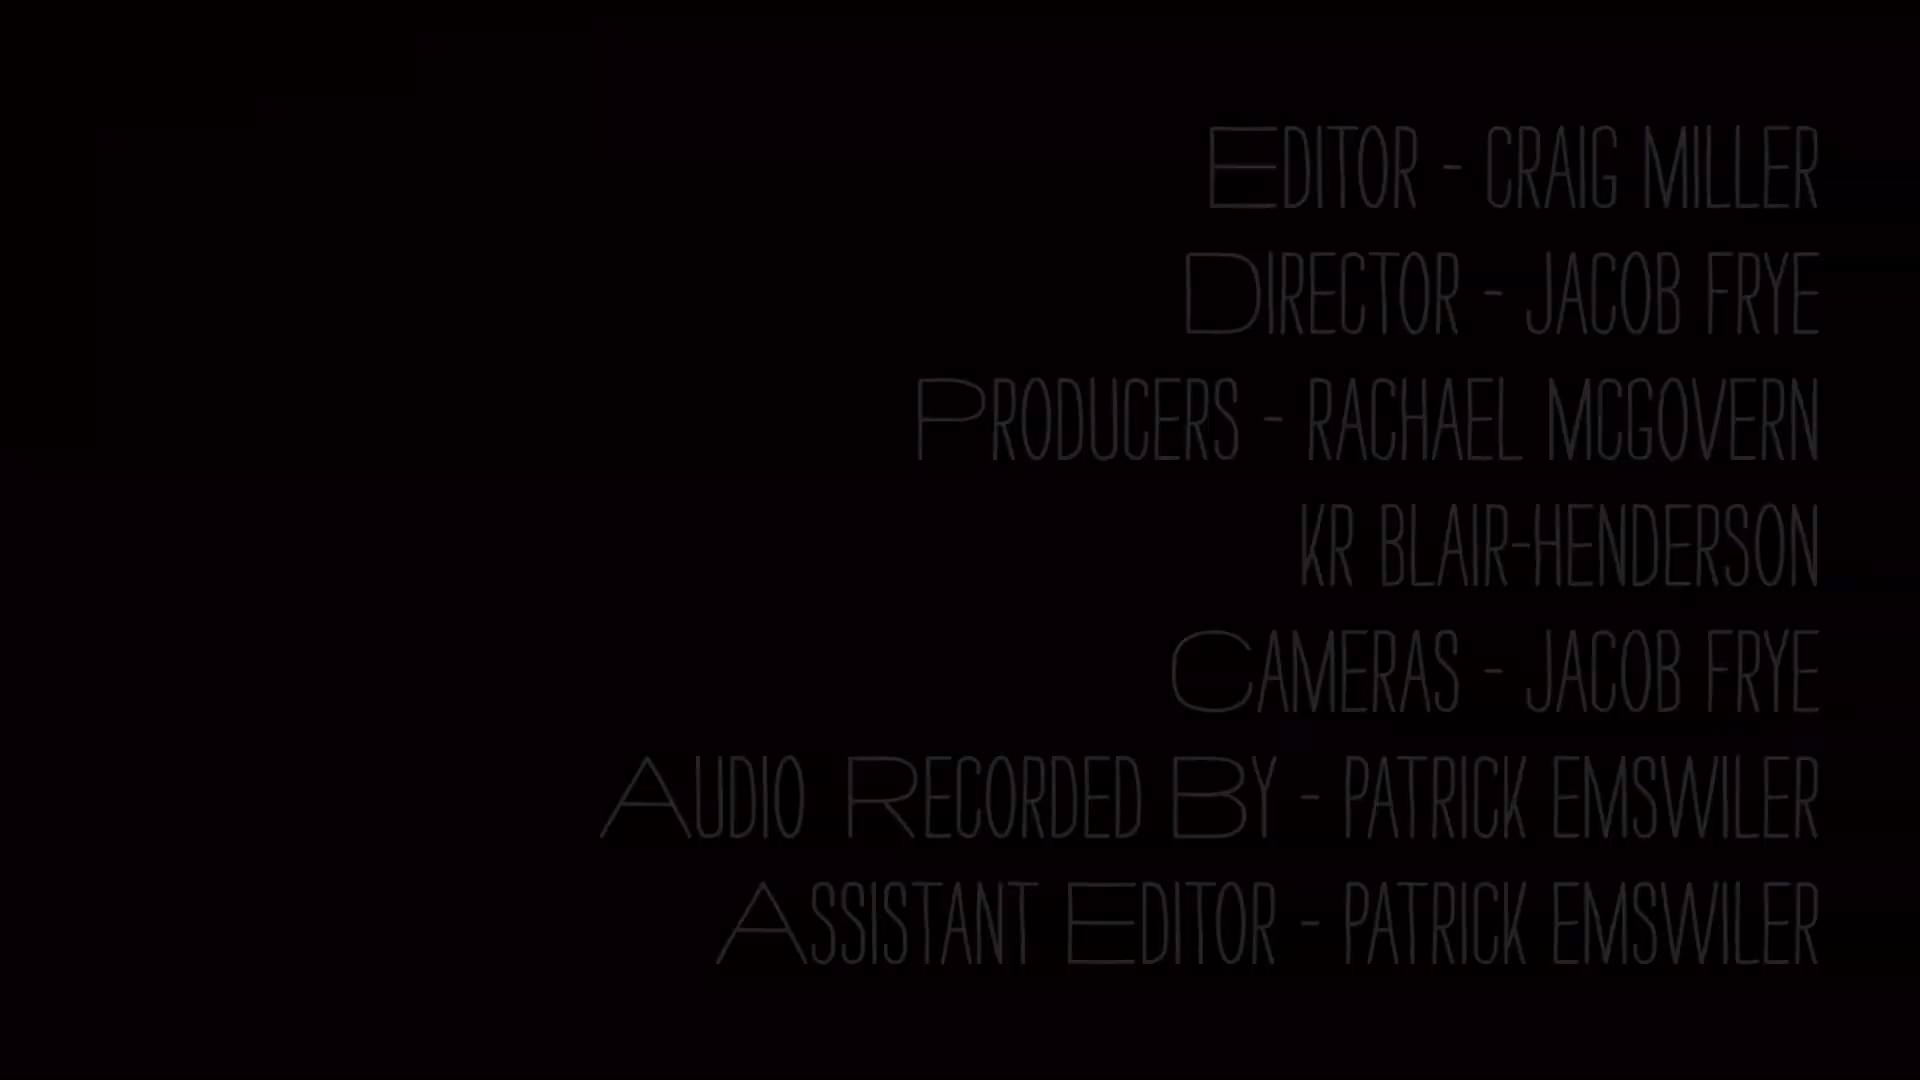 EDITOR - CRAIG MILLER
DIRECTOR - JACOB FRYE
PRODUCERS - RACHAEL MCGOVERN
KR BLAIR-HENDERSON
CAMERAS - JACOB FRYE
AUDIO RECORDED BY - PATRICK EMSWILER
ASSISTANT EDITOR - PATRICK EMSWILER